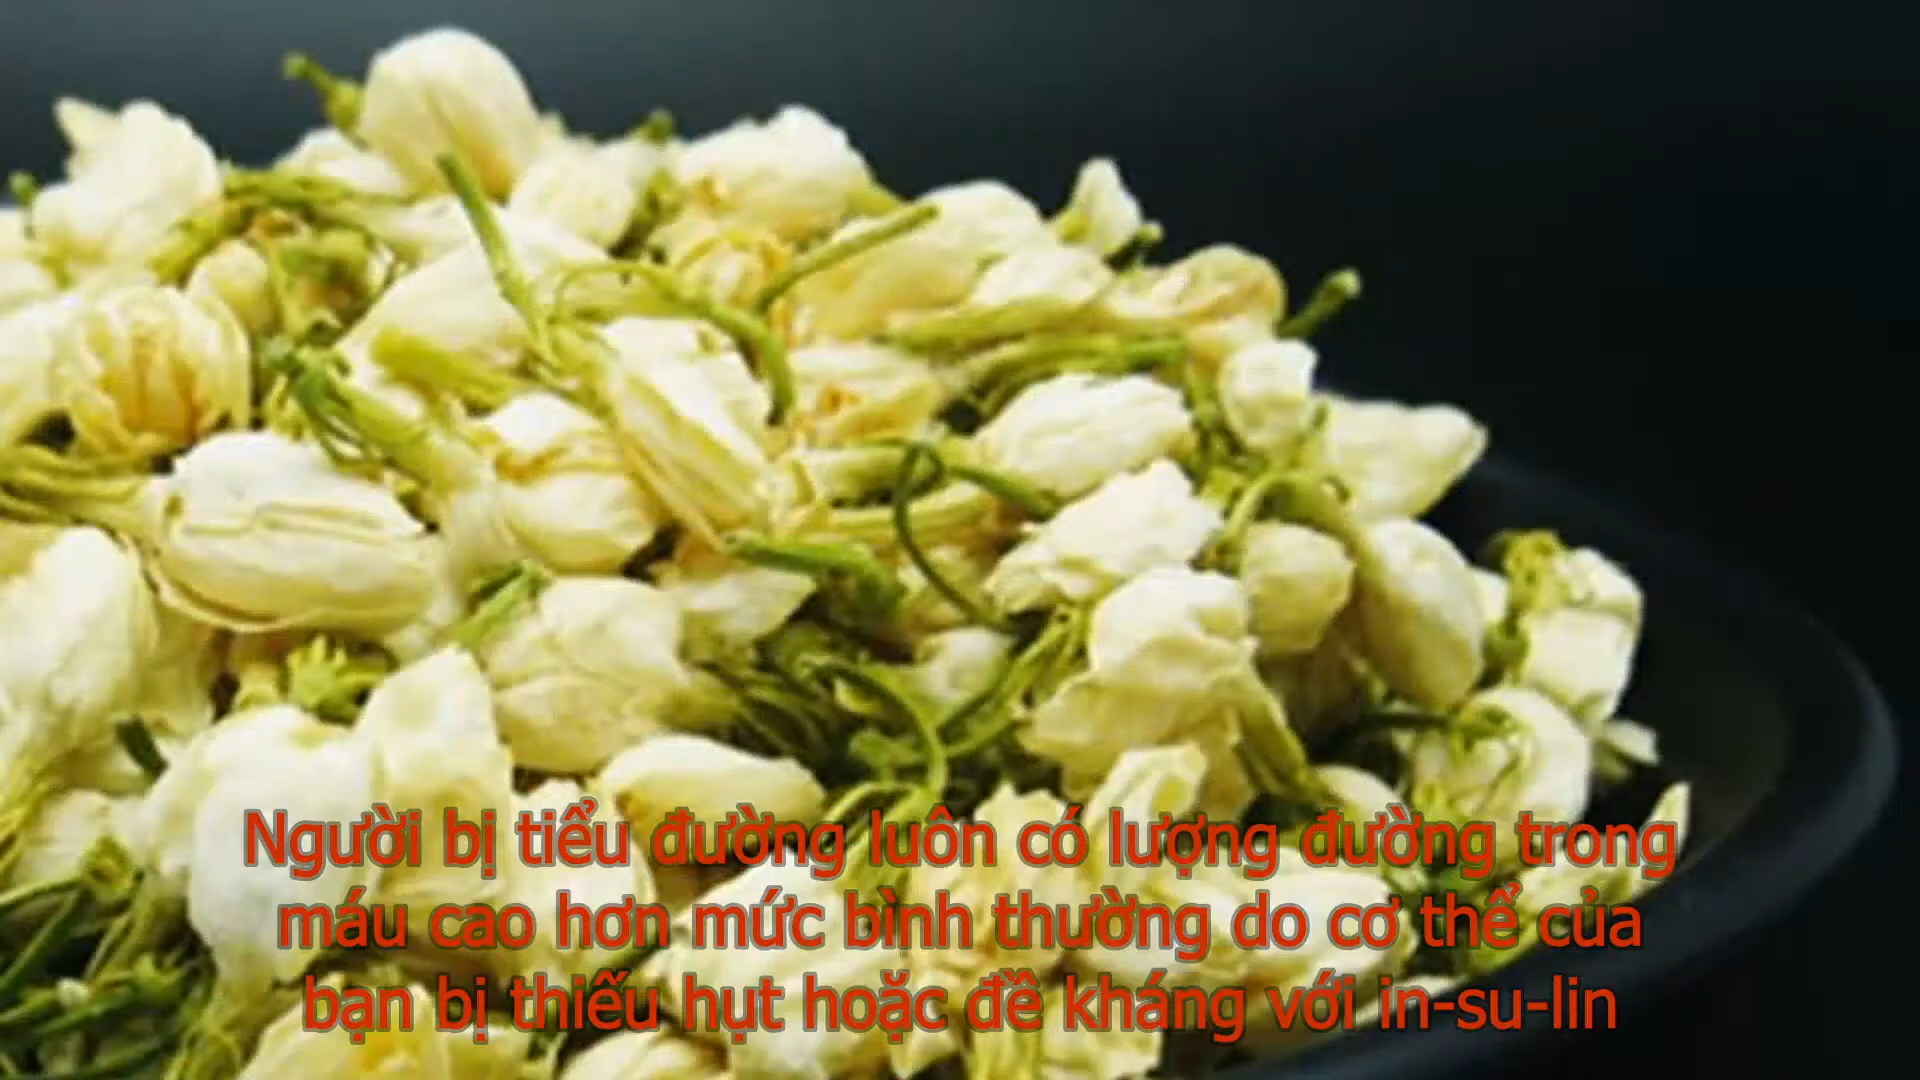 Người bị tiểu đường luôn có lượng đường trong
máu cao hơn mức bình thường do cơ thể của
bạn bị thiếu hụt hoặc đề kháng với in-su-lin